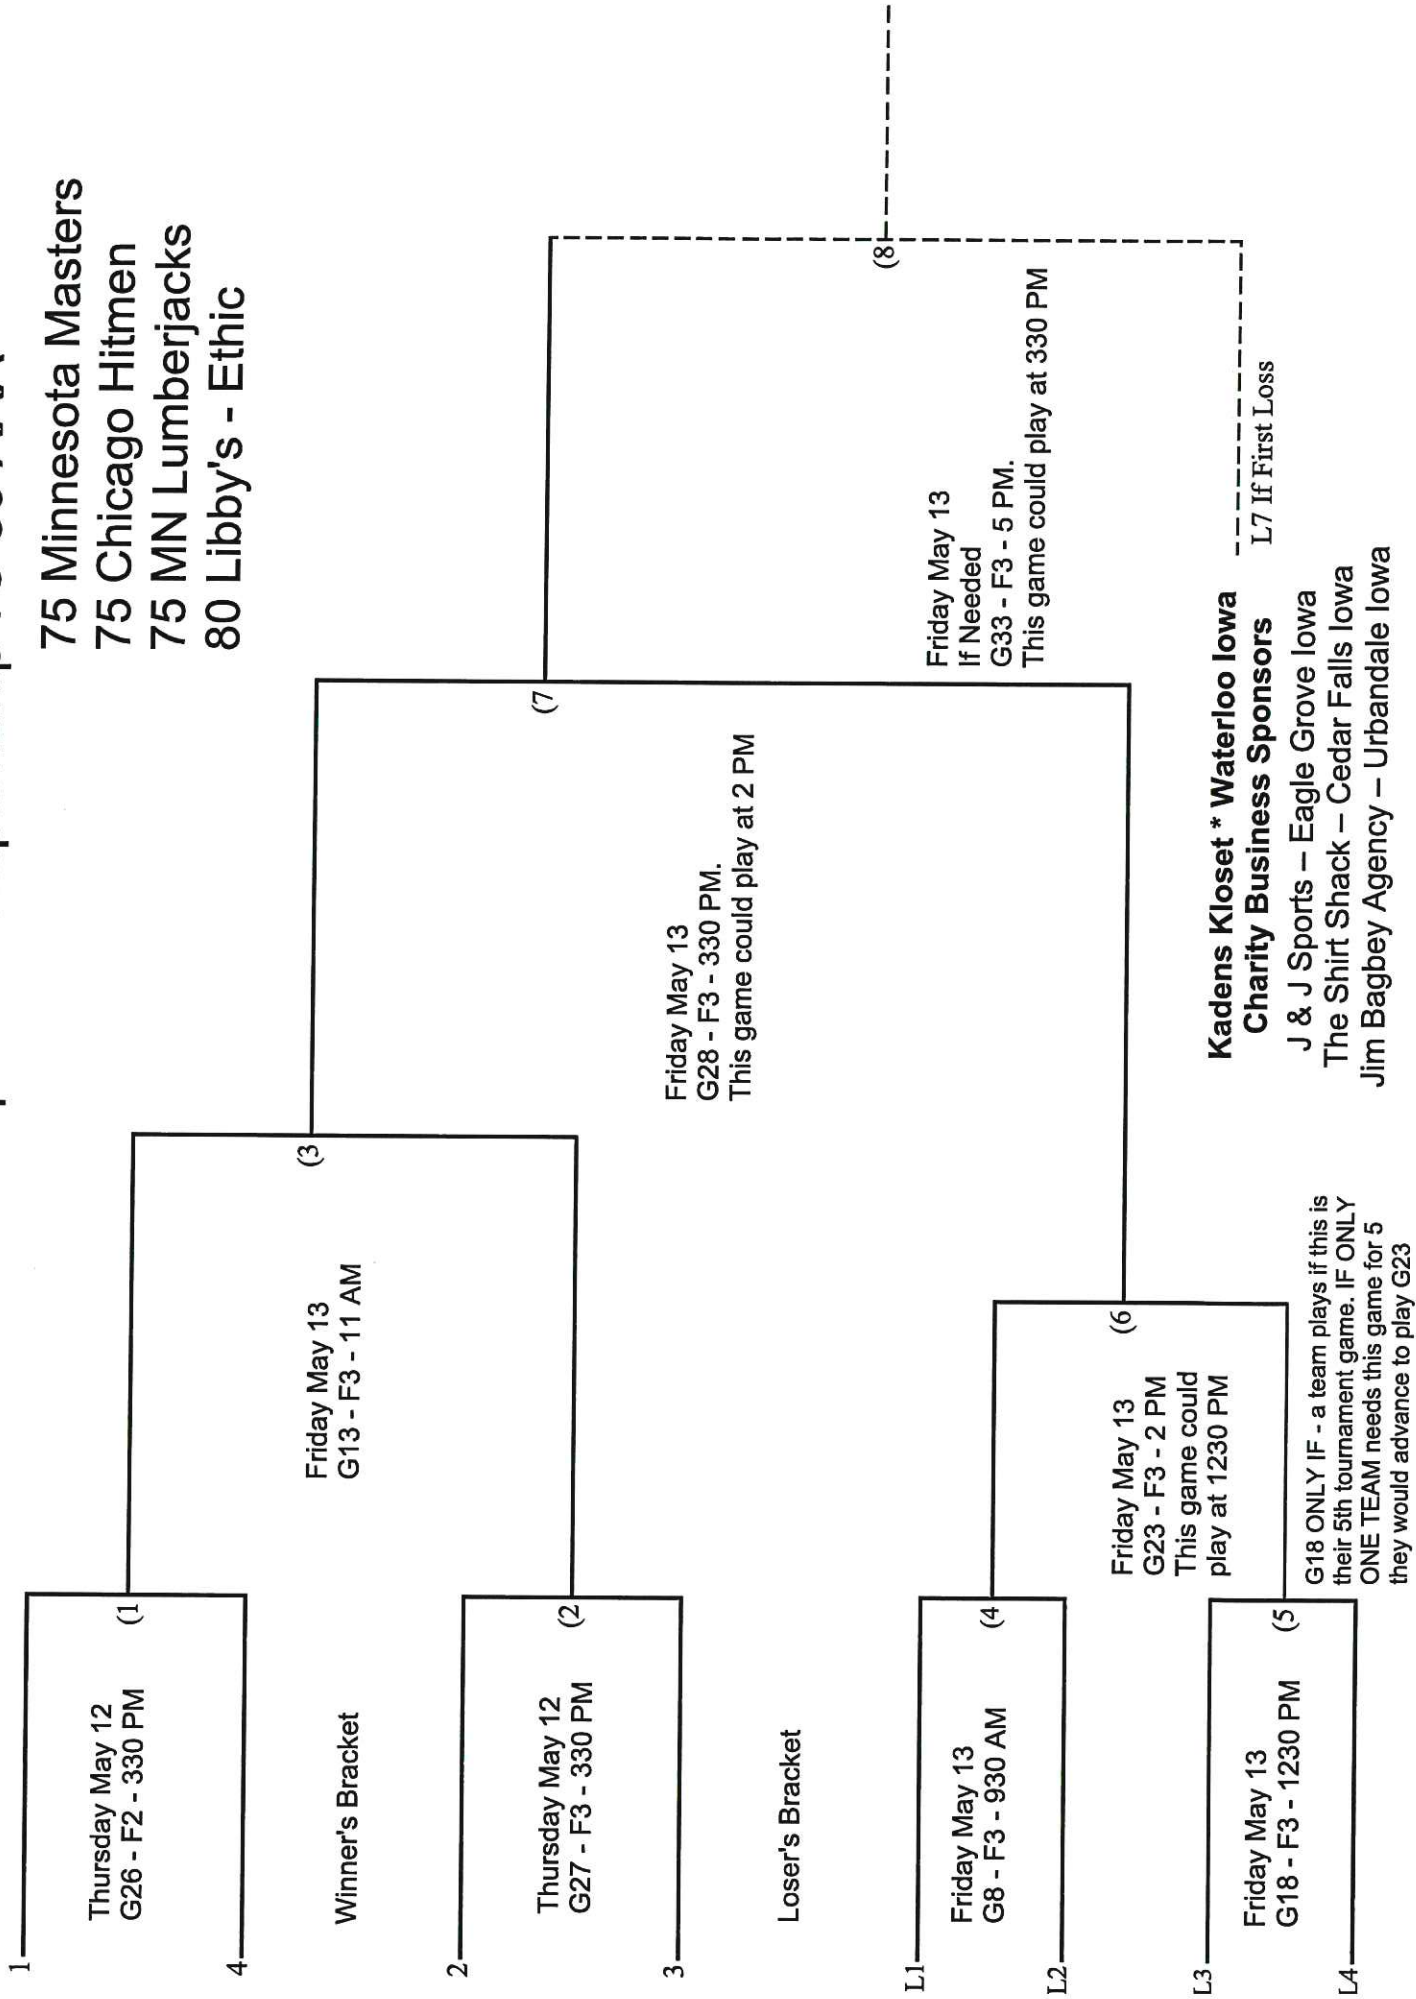 75 Minnesota Masters
75 Chicago Hitmen
75 MN Lumberjacks
80 Libby's - Ethic
1
Thursday May 12
G26 - F2 - 330 PM
(1
4
Winner's Bracket
2
Thursday May 12
G27 - F3 - 330 PM
(2
3
Friday May 13
G13 - F3 - 11 AM
(3
Friday May 13
G28 - F3 - 330 PM.
This game could play at 2 PM
(7
Friday May 13
If Needed
G33 - F3 - 5 PM.
This game could play at 330 PM
(8
L7 If First Loss
Loser's Bracket
L1
Friday May 13
G8 - F3 - 930 AM
(4
L2
L3
Friday May 13
G18 - F3 - 1230 PM
(5
L4
Friday May 13
G23 - F3 - 2 PM
This game could
play at 1230 PM
(6
G18 ONLY IF - a team plays if this is
their 5th tournament game. IF ONLY
ONE TEAM needs this game for 5
they would advance to play G23
Kadens Kloset * Waterloo Iowa
Charity Business Sponsors
J & J Sports – Eagle Grove Iowa
The Shirt Shack – Cedar Falls Iowa
Jim Bagbey Agency – Urbandale Iowa